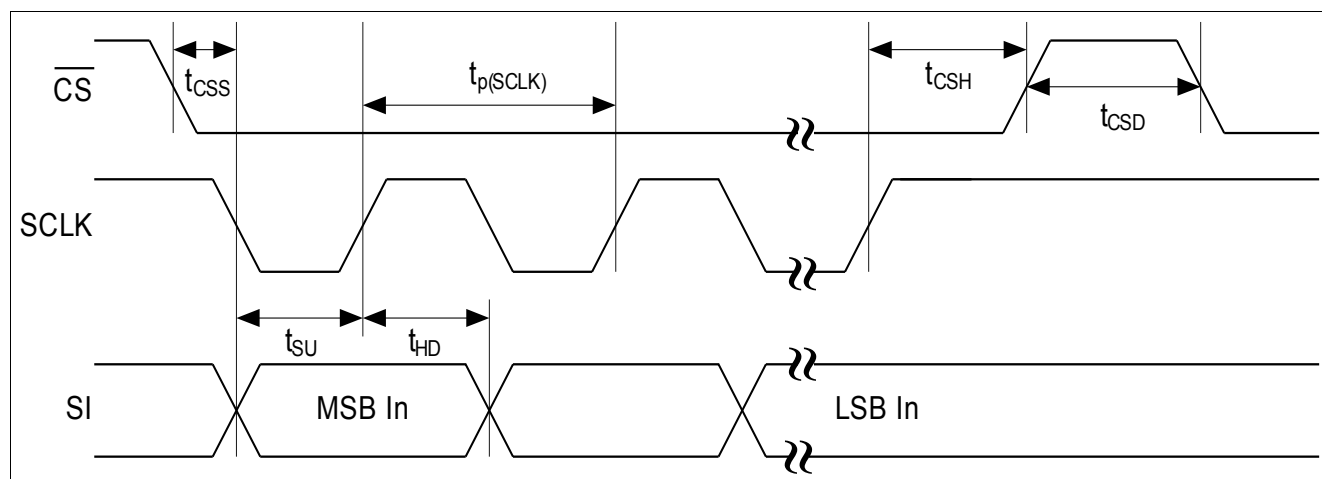 CS
tCSS
tp(SCLK)
tCSH
tCSD
SCLK
tSU
tHD
SI
MSB In
LSB In